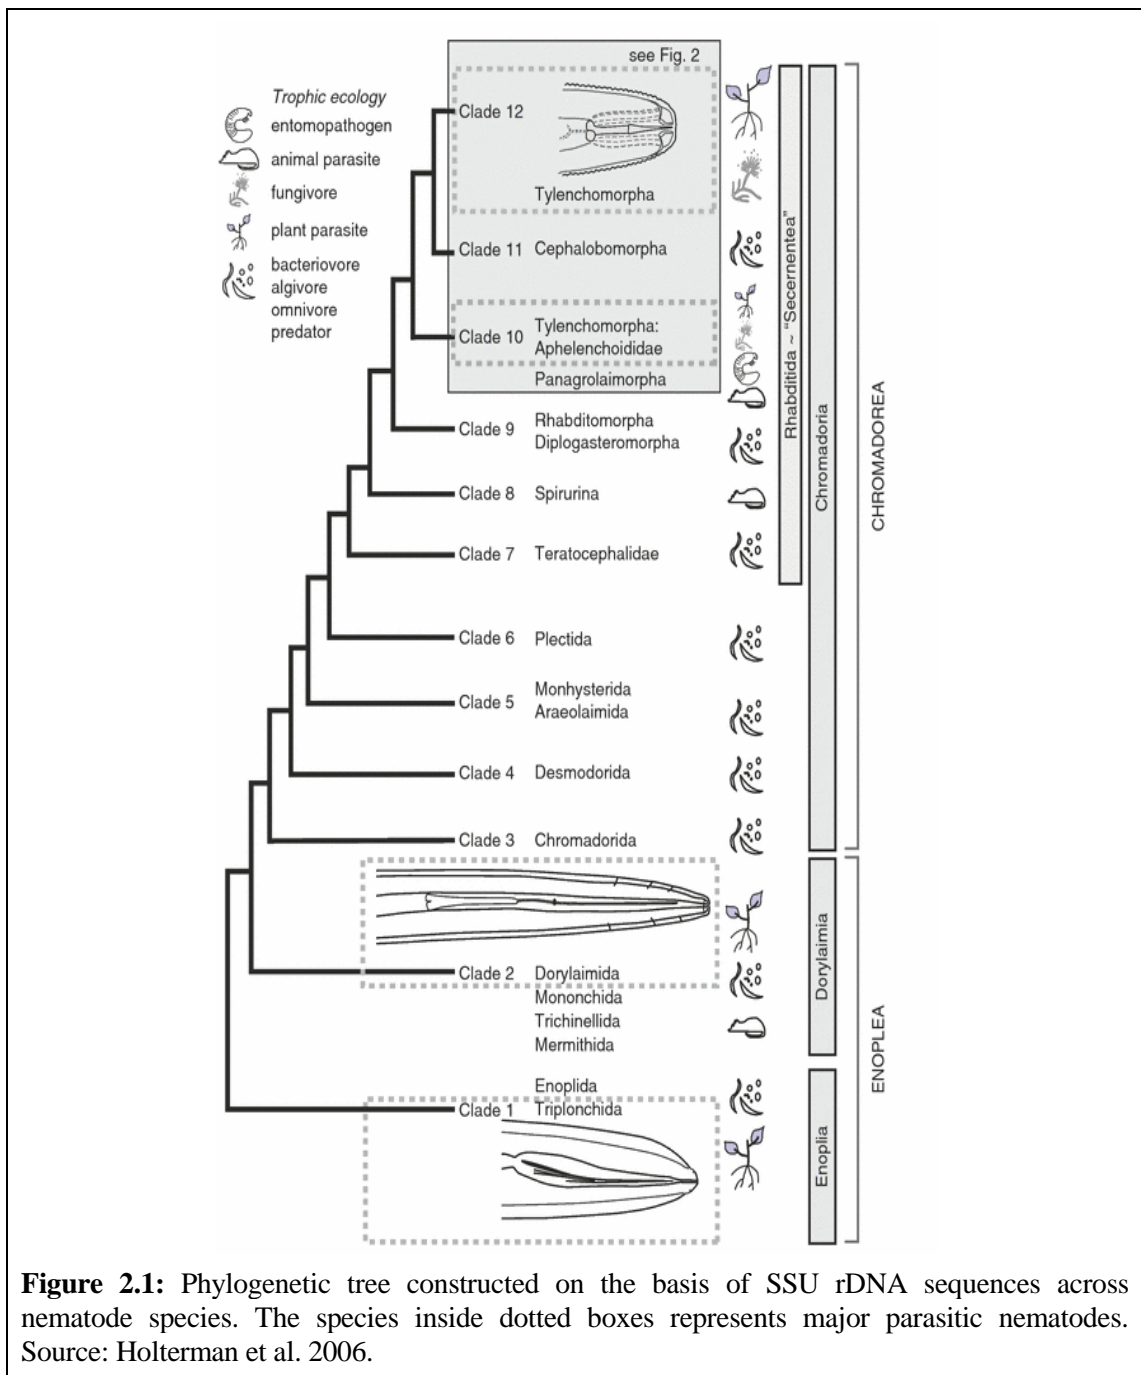 see Fig. 2
Trophic ecology
entomopathogen
animal parasite
fungivore
plant parasite
bacteriovore
algivore
omnivore
predator
Clade 12
Tylenchomorpha
Clade 11 Cephalobomorpha
Clade 10 Tylenchomorpha:
Aphelenchoididae
Panagrolaimorpha
Clade 9 Rhabditomorpha
Diplogasteromorpha
Clade 8 Spirurina
Clade 7 Teratocephalidae
Clade 6 Plectida
Clade 5 Monhysterida
Araeolaimida
Clade 4 Desmodorida
Clade 3 Chromadorida
Clade 2 Dorylaimida
Mononchida
Trichinellida
Mermithida
Enoplida
Clade 1 Triplonchida
Rhabditida ~ "Secernentea"
Chromadoria
CHROMADOREA
Dorylaimia
Enoplia
ENOPLEA
Figure 2.1: Phylogenetic tree constructed on the basis of SSU rDNA sequences across
nematode species. The species inside dotted boxes represents major parasitic nematodes.
Source: Holterman et al. 2006.